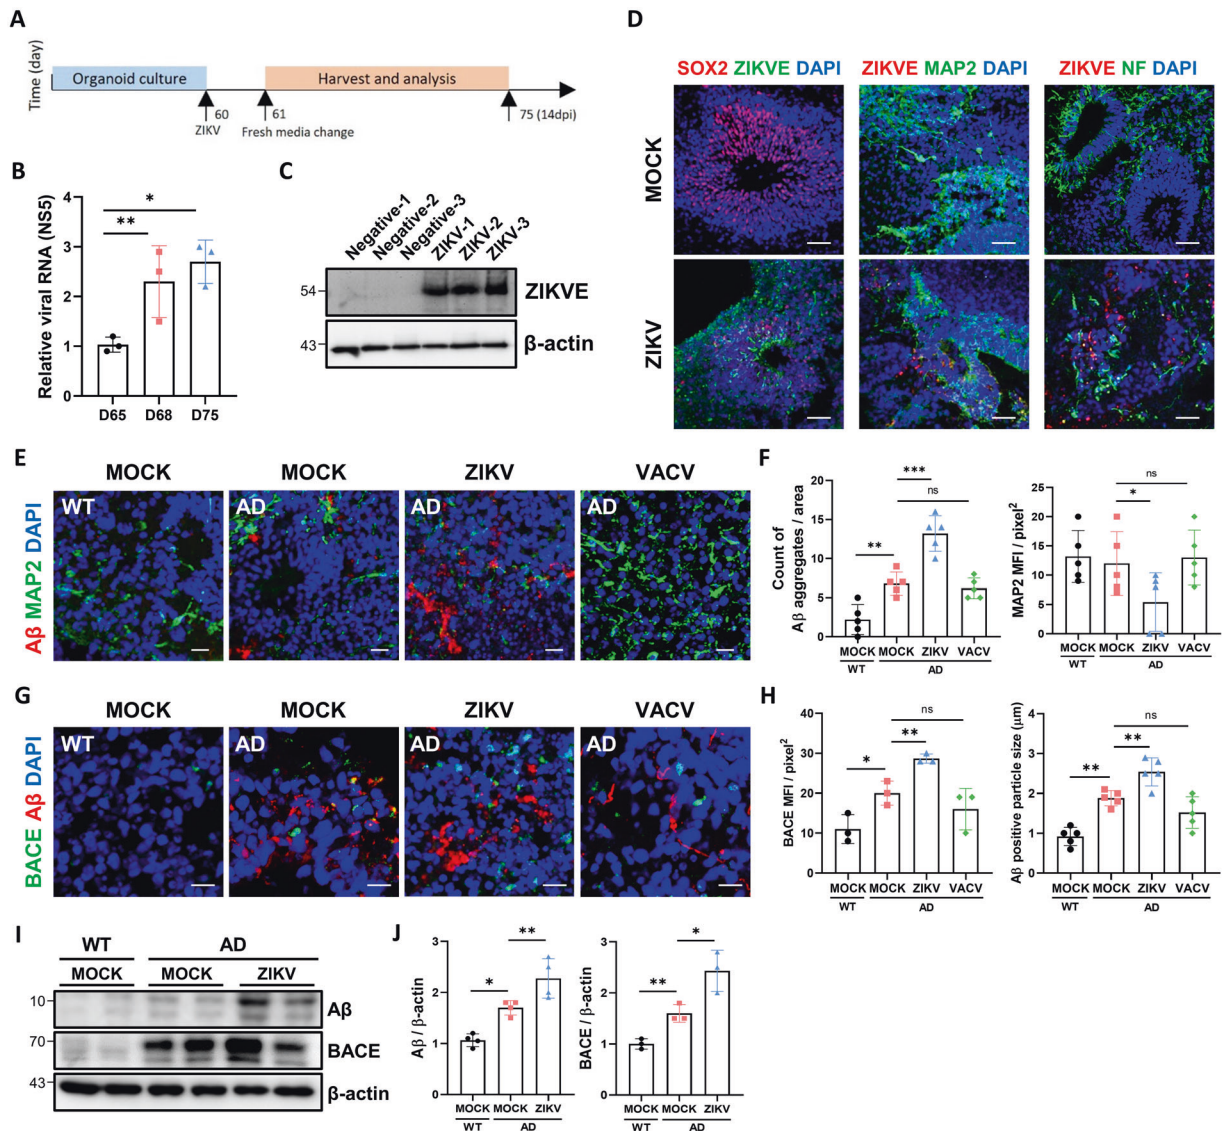 A
Time (day)
Organoid culture
Harvest and analysis
60
ZIKV
61
Fresh media change
75 (14dpi)
B
Relative viral RNA (NS5)
4
3
2
1
0
*
**
D65 D68 D75
C
Negative-1
Negative-2
Negative-3
ZIKV-1
ZIKV-2
ZIKV-3
54
ZIKVE
43
β-actin
D
SOX2 ZIKVE DAPI
ZIKVE MAP2 DAPI
ZIKVE NF DAPI
MOCK
ZIKV
E
MOCK MOCK ZIKV VACV
Aβ MAP2 DAPI
WT AD AD AD
F
Count of
Aβ aggregates / area
20
15
10
5
0
***
ns
**
MOCK MOCK ZIKV VACV
WT AD
MAP2 MFI / pixel²
25
20
15
10
5
0
ns
*
MOCK MOCK ZIKV VACV
WT AD
G
MOCK MOCK ZIKV VACV
BACE Aβ DAPI
WT AD AD AD
H
BACE MFI / pixel²
40
30
20
10
0
ns
**
*
MOCK MOCK ZIKV VACV
WT AD
Aβ positive particle size (μm)
4
3
2
1
0
ns
**
**
MOCK MOCK ZIKV VACV
WT AD
I
WT AD
MOCK MOCK ZIKV
10
Aβ
70
BACE
43
β-actin
J
Aβ / β-actin
3
2
1
0
**
*
MOCK MOCK ZIKV
WT AD
BACE / β-actin
3
2
1
0
*
**
MOCK MOCK ZIKV
WT AD